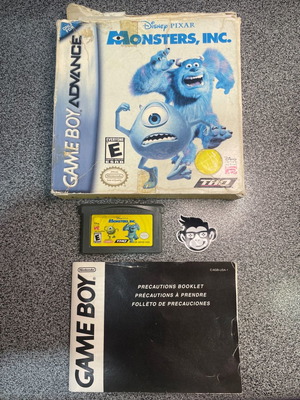 GAME BOY ADVANCE
Disney · PIXAR
MONSTERS, INC.
E
THQ
MONSTERS, INC.
E
THQ
Nintendo
GAME BOY
PRECAUTIONS BOOKLET
PRÉCAUTIONS À PRENDRE
FOLLETO DE PRECAUCIONES